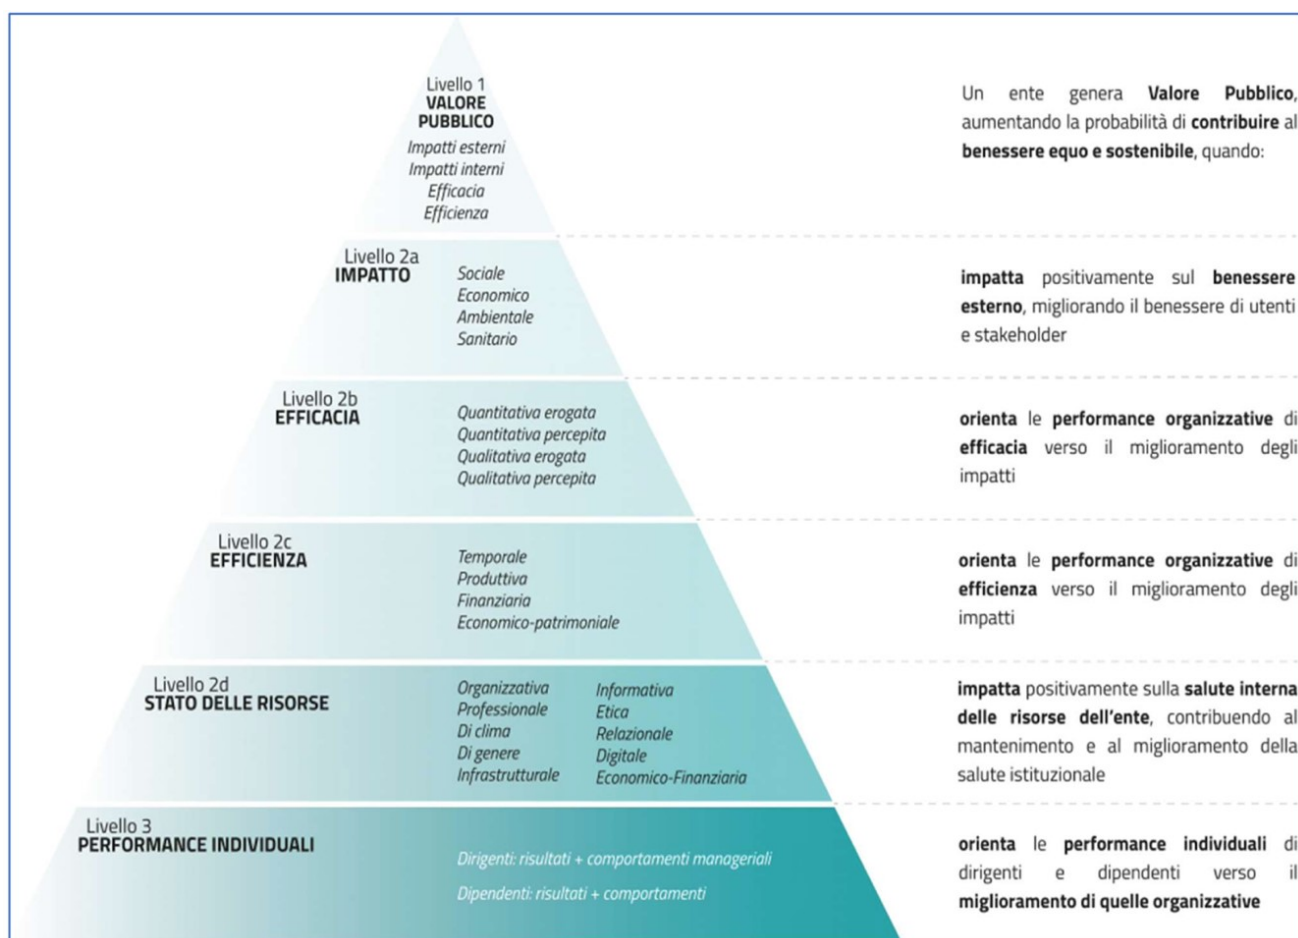 Livello 1
VALORE
PUBBLICO
Impatti esterni
Impatti interni
Efficacia
Efficienza
Un ente genera Valore Pubblico,
aumentando la probabilità di contribuire al
benessere equo e sostenibile, quando:
Livello 2a
IMPATTO
Sociale
Economico
Ambientale
Sanitario
impatta positivamente sul benessere
esterno, migliorando il benessere di utenti
e stakeholder
Livello 2b
EFFICACIA
Quantitativa erogata
Quantitativa percepita
Qualitativa erogata
Qualitativa percepita
orienta le performance organizzative di
efficacia verso il miglioramento degli
impatti
Livello 2c
EFFICIENZA
Temporale
Produttiva
Finanziaria
Economico-patrimoniale
orienta le performance organizzative di
efficienza verso il miglioramento degli
impatti
Livello 2d
STATO DELLE RISORSE
Organizzativa
Professionale
Di clima
Di genere
Infrastrutturale
Informativa
Etica
Relazionale
Digitale
Economico-Finanziaria
impatta positivamente sulla salute interna
delle risorse dell'ente, contribuendo al
mantenimento e al miglioramento della
salute istituzionale
Livello 3
PERFORMANCE INDIVIDUALI
Dirigenti: risultati + comportamenti manageriali
Dipendenti: risultati + comportamenti
orienta le performance individuali di
dirigenti e dipendenti verso il
miglioramento di quelle organizzative